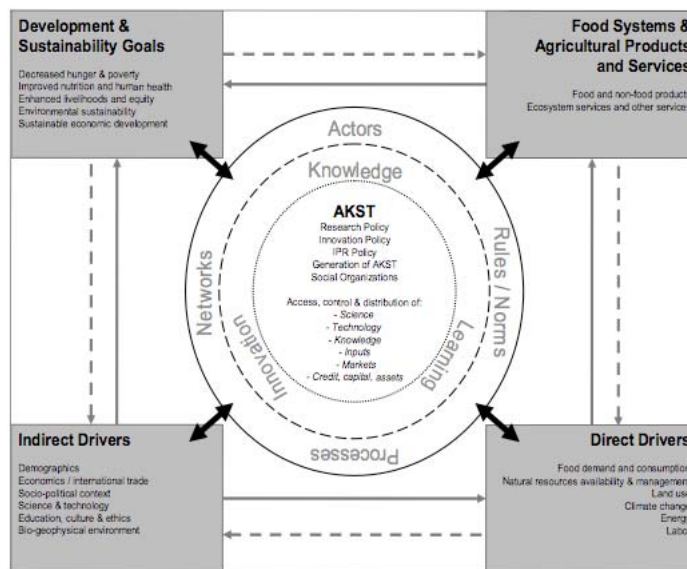 Development &
Sustainability Goals
Decreased hunger & poverty
Improved nutrition and human health
Enhanced livelihoods and equity
Environmental sustainability
Sustainable economic development
Food Systems &
Agricultural Products
and Services
Food and non-food product
Ecosystem services and other service
Actors
Knowledge
Networks
Innovation
Rules / Norms
Learning
Processes
AKST
Research Policy
Innovation Policy
IPR Policy
Generation of AKST
Social Organizations
Access, control & distribution of:
- Science
- Technology
- Knowledge
- Inputs
- Markets
- Credit, capital, assets
Indirect Drivers
Demographics
Economics / international trade
Socio-political context
Science & technology
Education, culture & ethics
Bio-geophysical environment
Direct Drivers
Food demand and consumption
Natural resources availability & management
Land use
Climate change
Energy
Labor